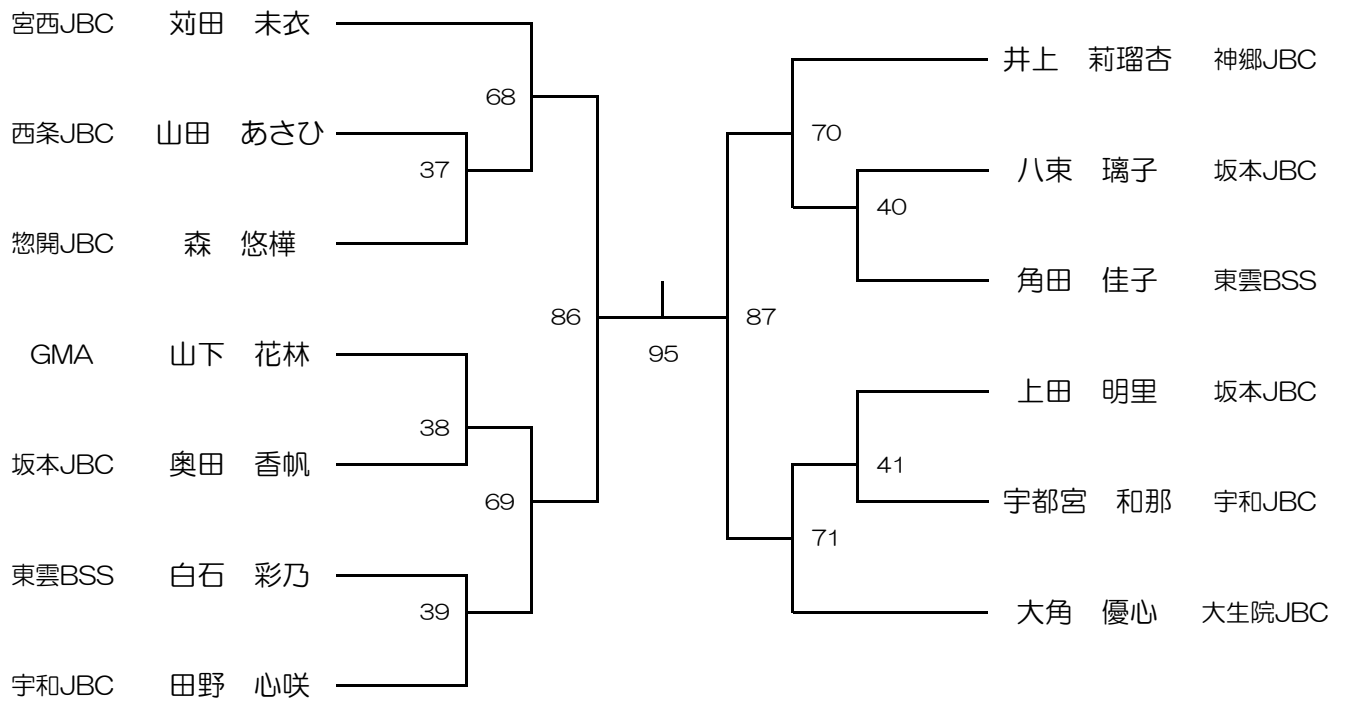 宮西JBC 苅田 未衣
井上 莉瑠杏 神郷JBC
68
西条JBC 山田 あさひ
70
37
八束 璃子 坂本JBC
40
惣開JBC 森 悠樺
角田 佳子 東雲BSS
86
87
GMA 山下 花林
95
上田 明里 坂本JBC
38
坂本JBC 奥田 香帆
41
69
宇都宮 和那 宇和JBC
71
東雲BSS 白石 彩乃
39
大角 優心 大生院JBC
宇和JBC 田野 心咲